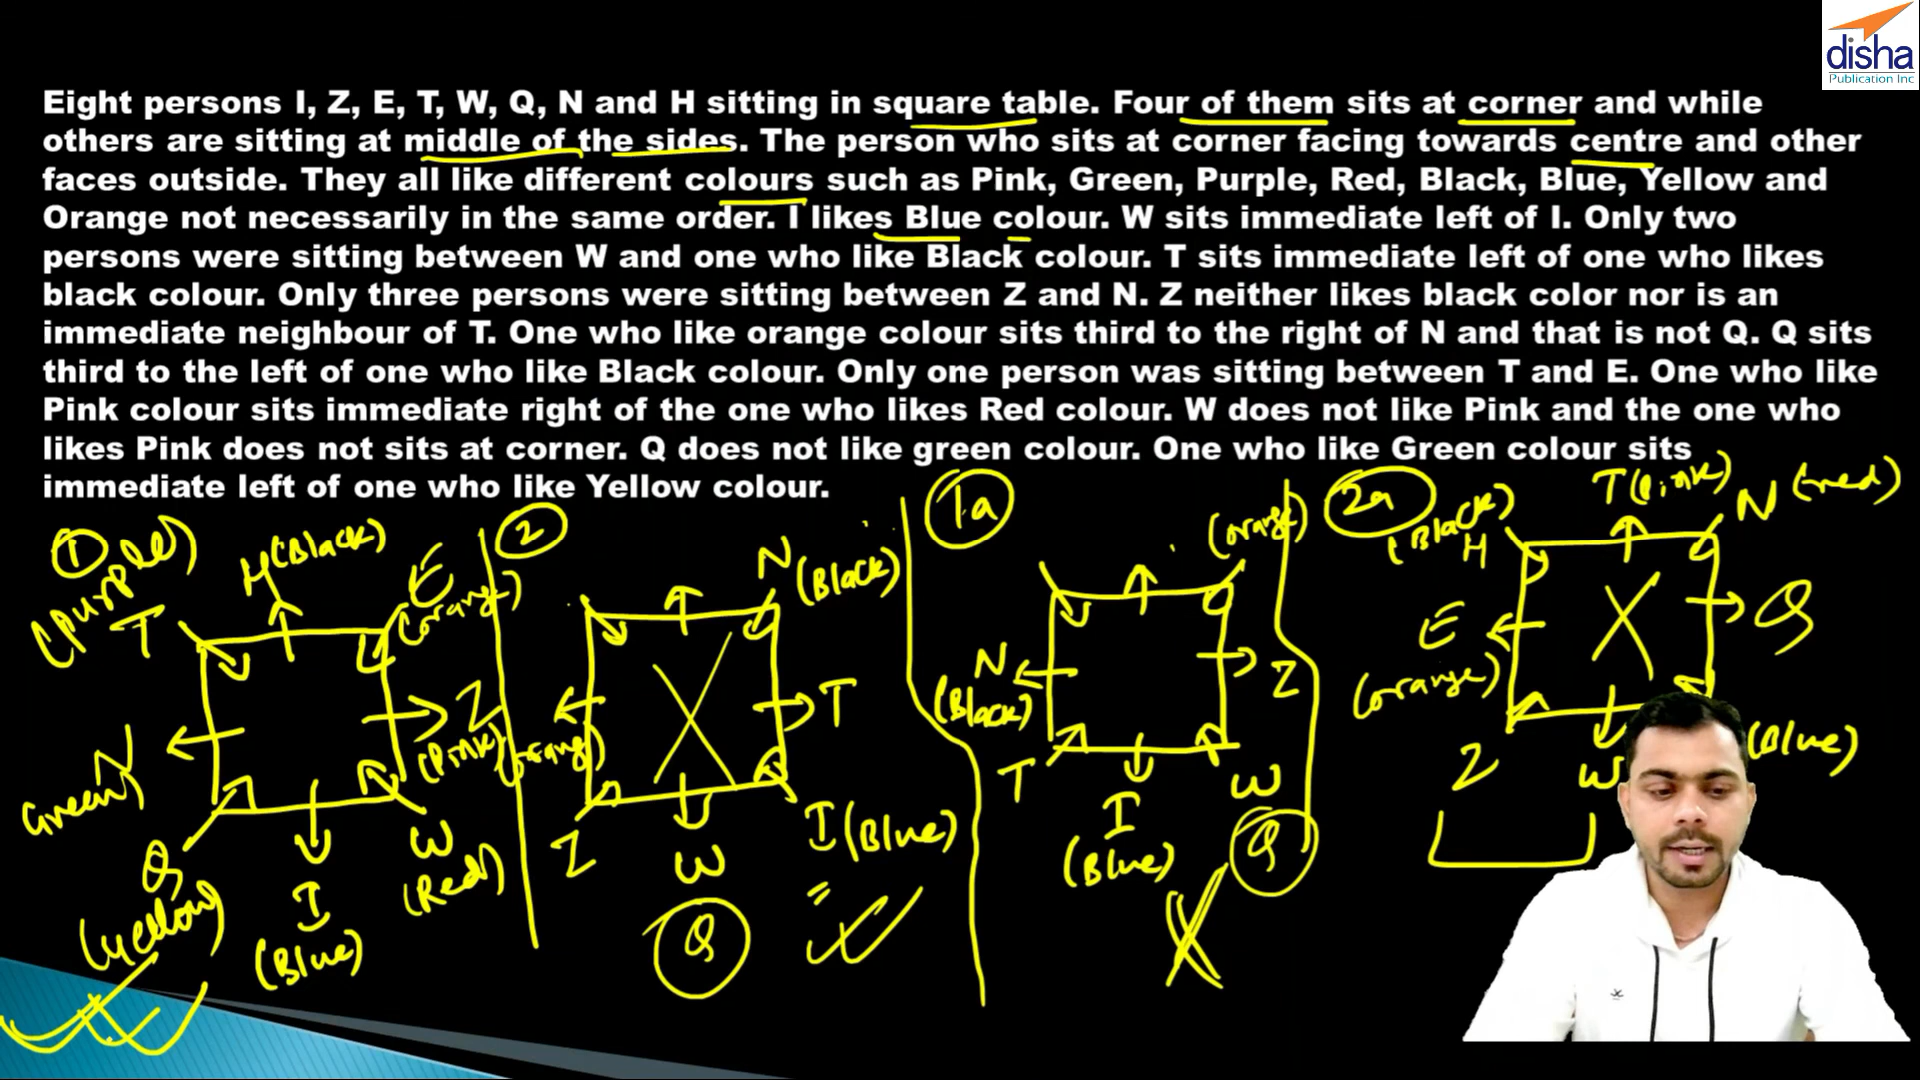 disha
Publication Inc
Eight persons I, Z, E, T, W, Q, N and H sitting in square table. Four of them sits at corner and while
others are sitting at middle of the sides. The person who sits at corner facing towards centre and other
faces outside. They all like different colours such as Pink, Green, Purple, Red, Black, Blue, Yellow and
Orange not necessarily in the same order. I likes Blue colour. W sits immediate left of I. Only two
persons were sitting between W and one who like Black colour. T sits immediate left of one who likes
black colour. Only three persons were sitting between Z and N. Z neither likes black color nor is an
immediate neighbour of T. One who like orange colour sits third to the right of N and that is not Q. Q sits
third to the left of one who like Black colour. Only one person was sitting between T and E. One who like
Pink colour sits immediate right of the one who likes Red colour. W does not like Pink and the one who
likes Pink does not sits at corner. Q does not like green colour. One who like Green colour sits
immediate left of one who like Yellow colour.
1
(Purple)
T
H (Black)
E
(orange)
N
Green)
Z
(Pink)
Q
(yellow)
I
(Blue)
W
(Red)
2
N
(Black)
T
(orange)
Z
W
I (Blue)
Q
1a
(orange)
N
(Black)
Z
T
I
(Blue)
W
Q
2a
(Black)
H
T (Pink)
N (red)
E
(orange)
Q
Z
W
(Blue)